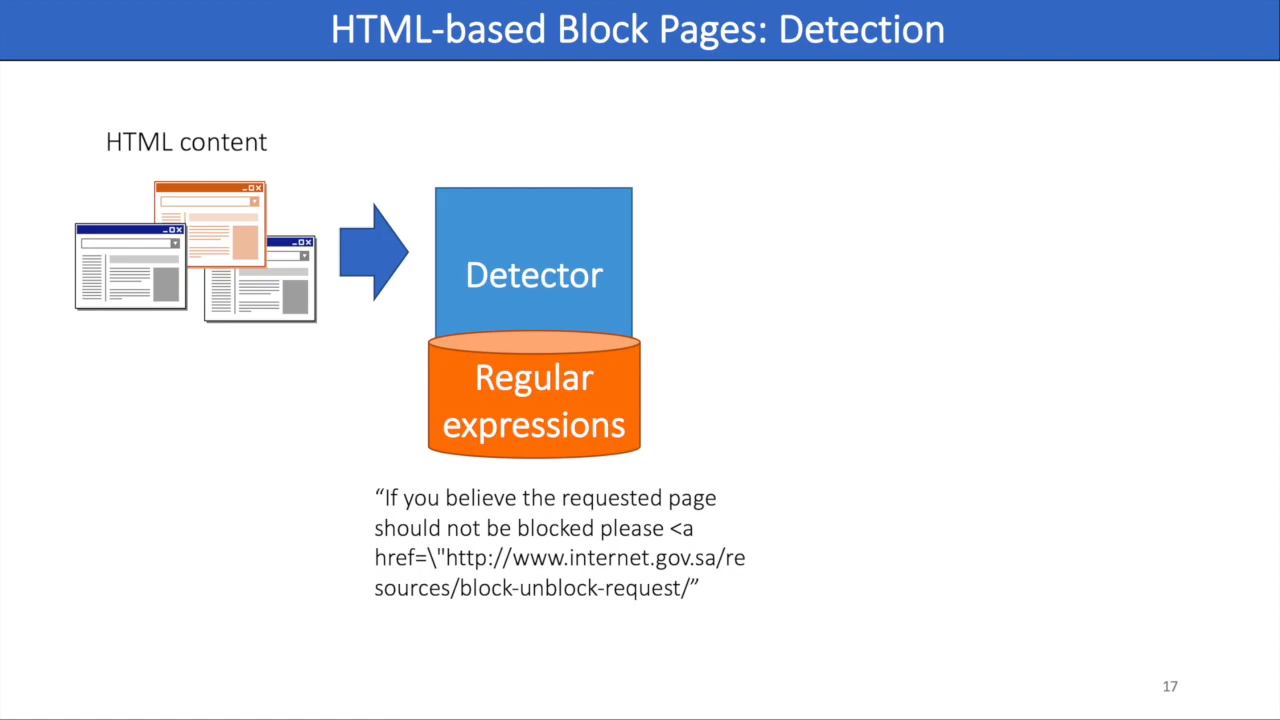 HTML-based Block Pages: Detection
HTML content
Detector
Regular
expressions
“If you believe the requested page
should not be blocked please <a
href=\"http://www.internet.gov.sa/re
sources/block-unblock-request/”
17